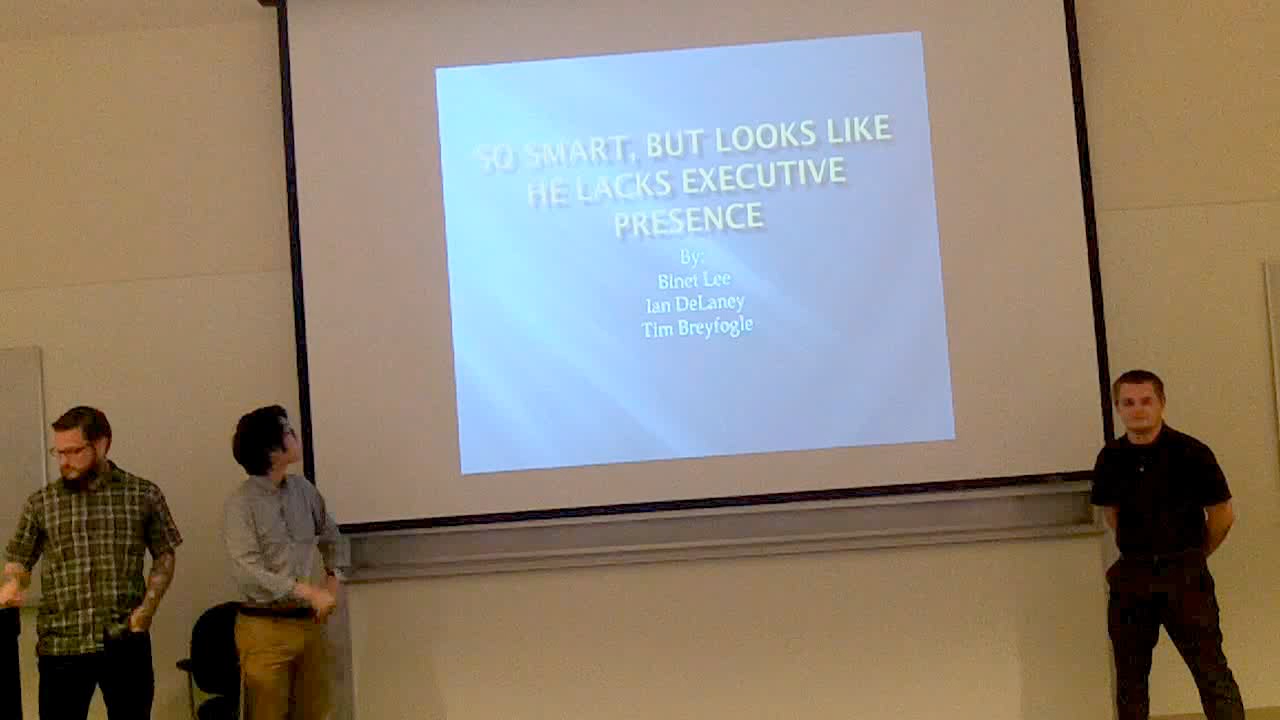 SO SMART, BUT LOOKS LIKE
HE LACKS EXECUTIVE
PRESENCE
By:
Binet Lee
Ian DeLaney
Tim Breyfogle